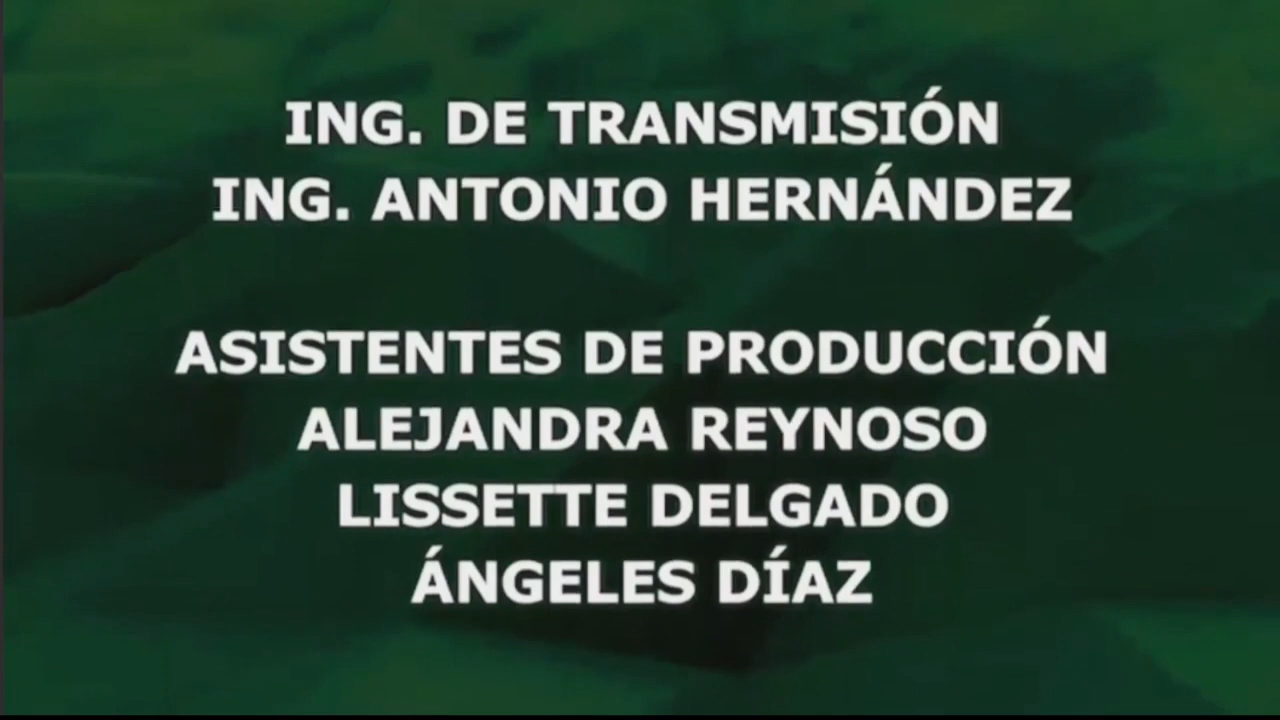 ING. DE TRANSMISIÓN
ING. ANTONIO HERNÁNDEZ
ASISTENTES DE PRODUCCIÓN
ALEJANDRA REYNOSO
LISSETTE DELGADO
ÁNGELES DÍAZ